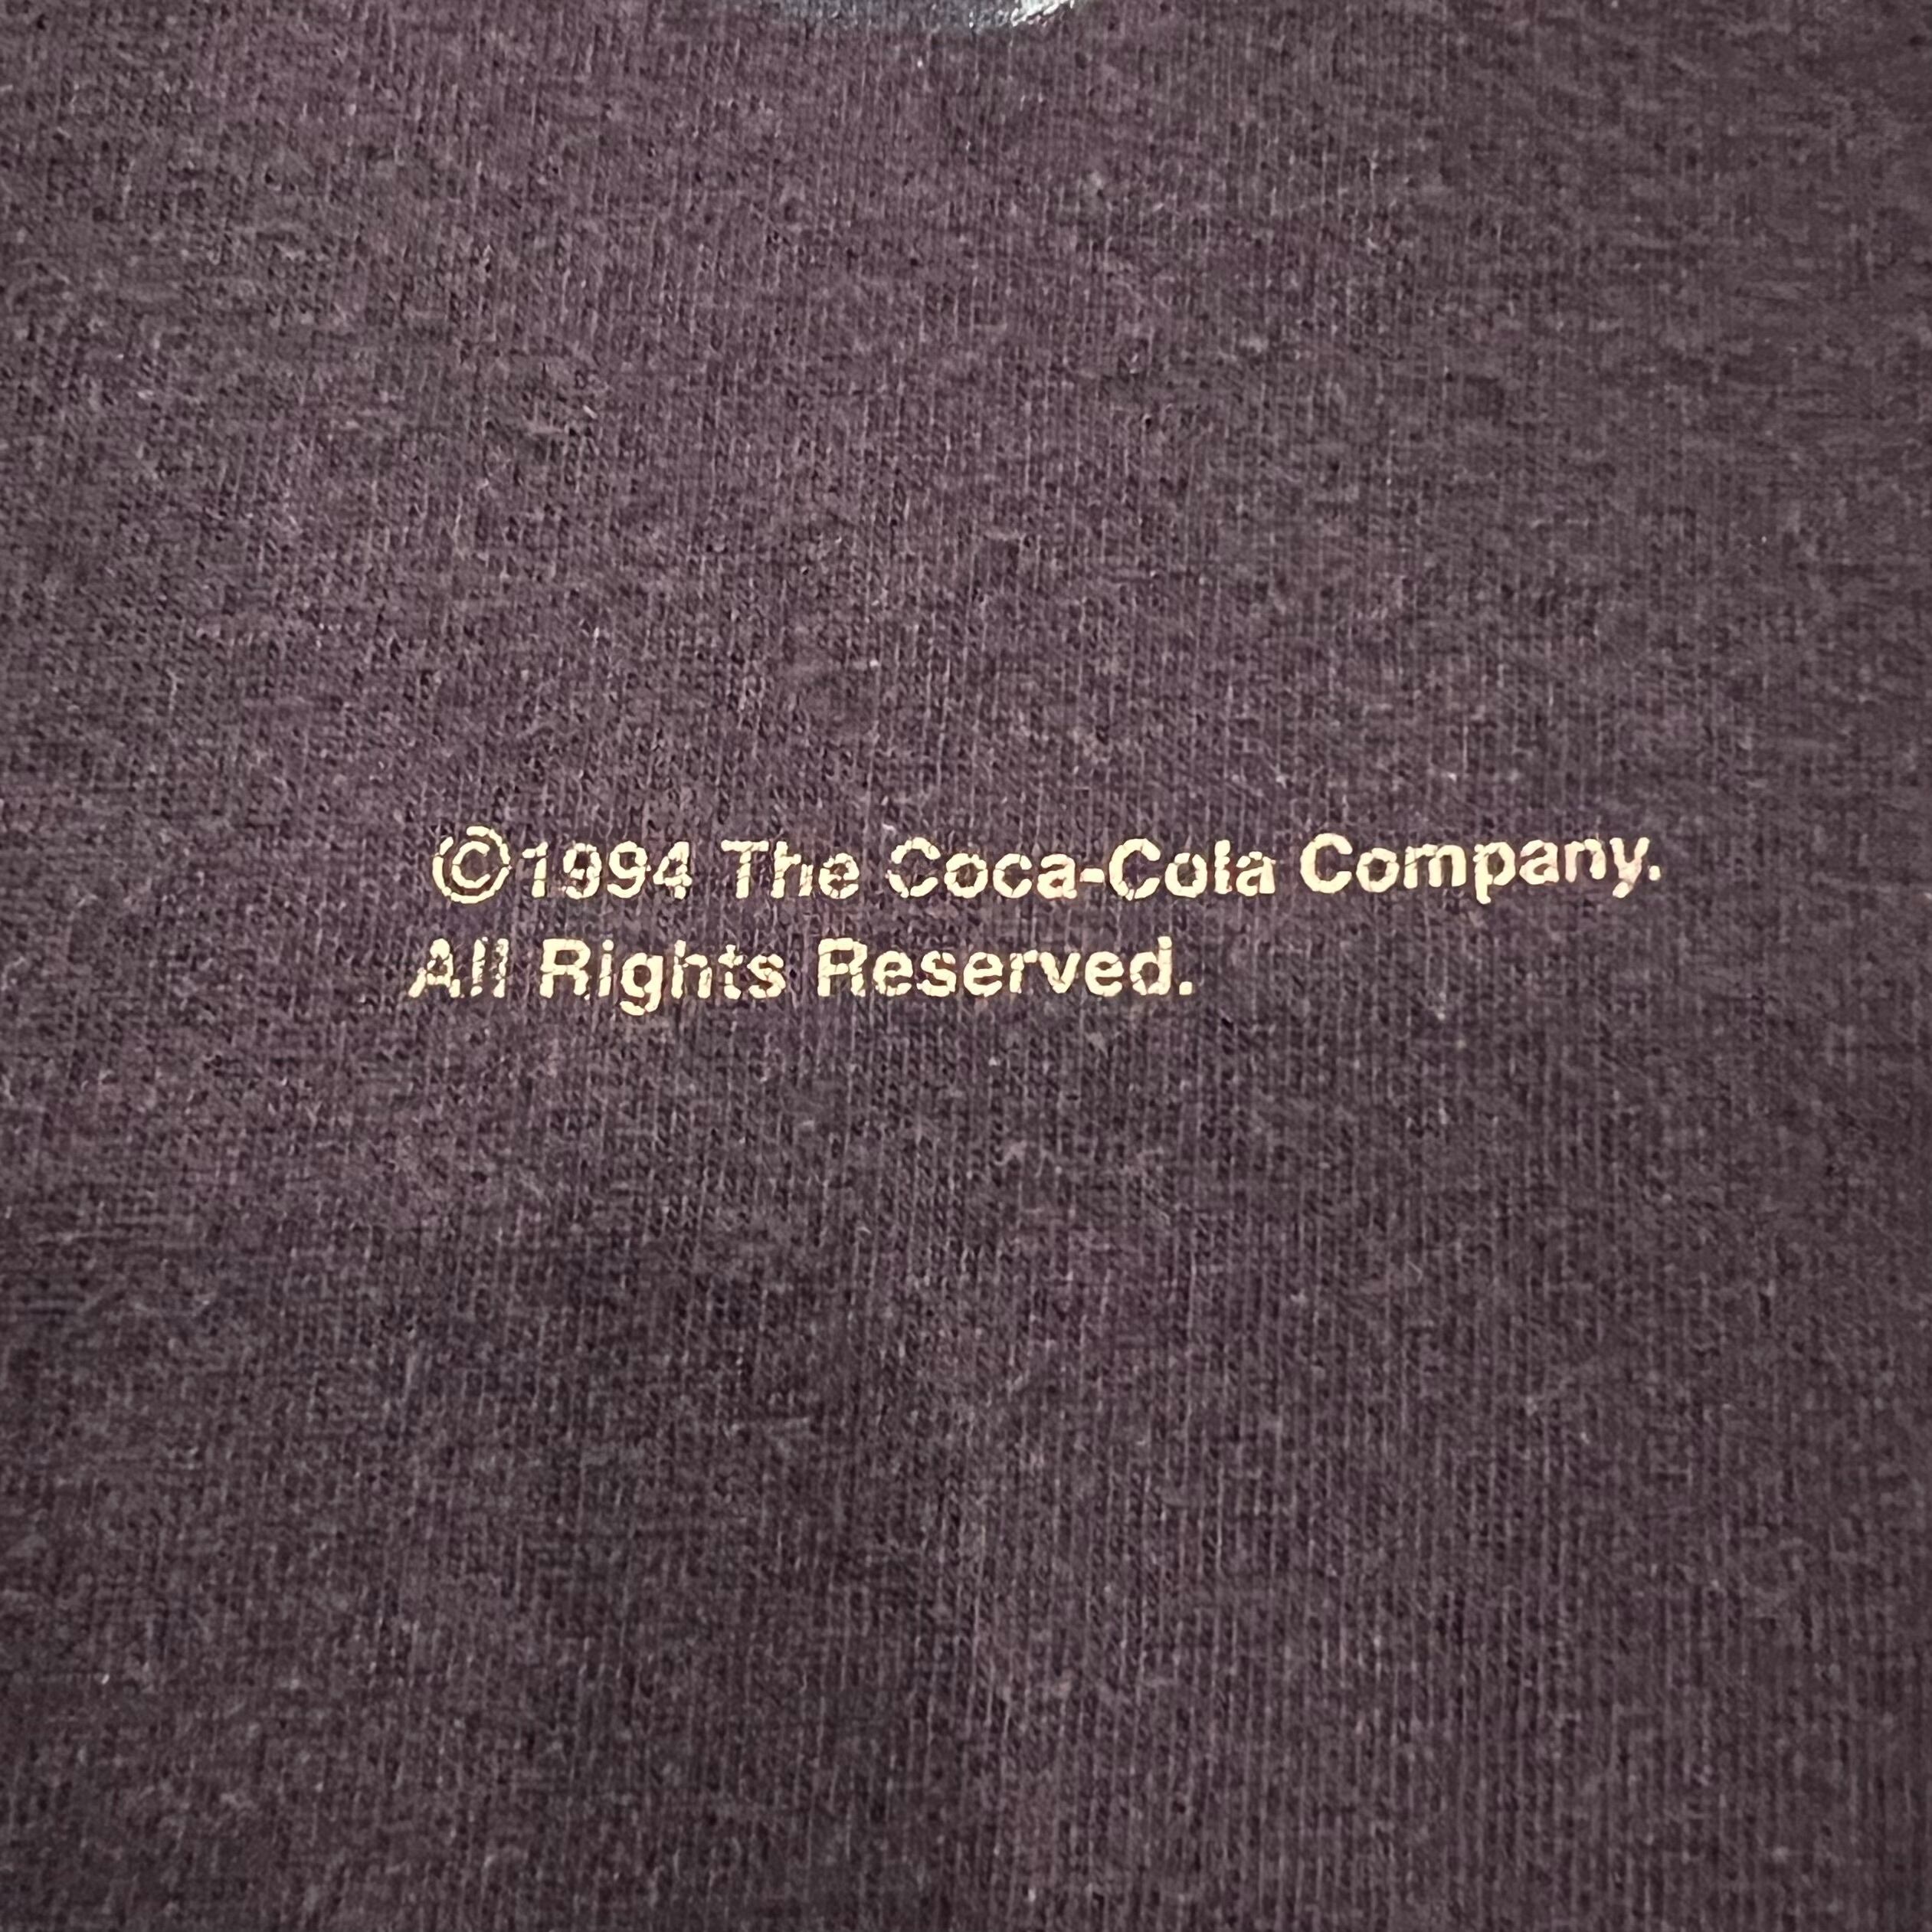 ©1994 The Coca-Cola Company.
All Rights Reserved.